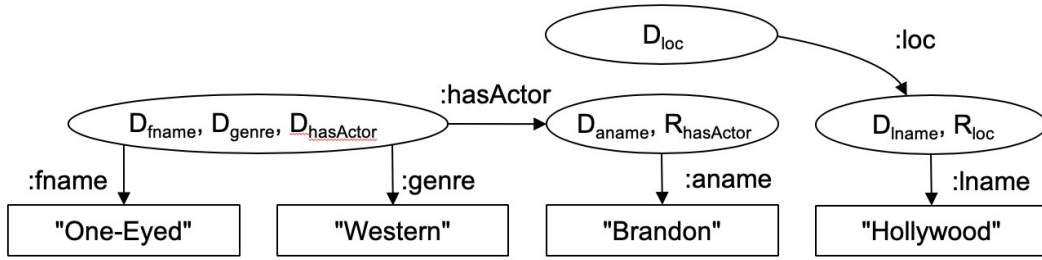 Dloc
:loc
:hasActor
Dfname, Dgenre, DhasActor
Daname, RhasActor
Dlname, Rloc
:fname
:genre
:aname
:lname
"One-Eyed"
"Western"
"Brandon"
"Hollywood"